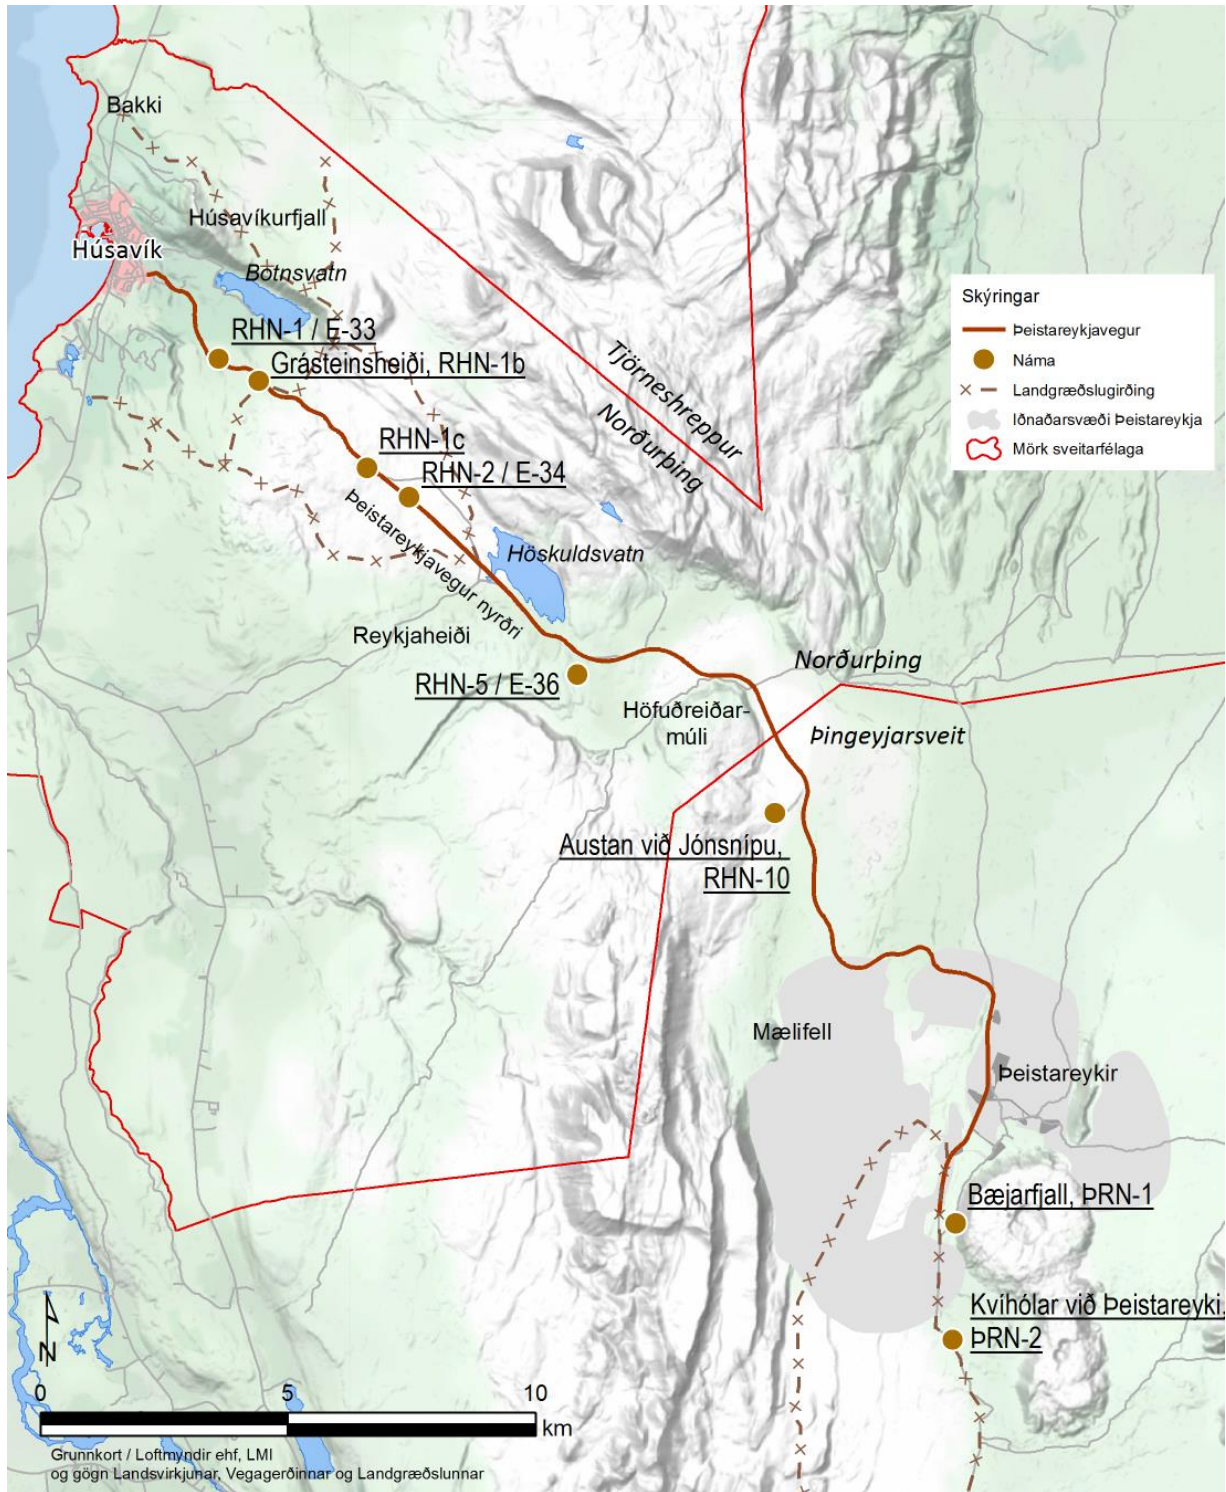 Bakki
Húsavíkurfjall
Húsavík
Botnsvatn
RHN-1 / E-33
Grásteinsheiði, RHN-1b
RHN-1c
RHN-2 / E-34
Þeistareykjavegur nyrðri
Höskuldsvatn
Tjörneshreppur
Norðurþing
Skýringar
Þeistareykjavegur
Náma
Landgræðslugirðing
Iðnaðarsvæði Þeistareykja
Mörk sveitarfélaga
Reykjaheiði
RHN-5 / E-36
Norðurþing
Höfuðreiðar-
múli
Þingeyjarsveit
Austan við Jónsnípu,
RHN-10
Mælifell
Þeistareykir
Bæjarfjall, ÞRN-1
Kvíhólar við Þeistareyki,
ÞRN-2
N
0 5 10
km
Grunnkort / Loftmyndir ehf, LMI
og gögn Landsvirkjunar, Vegagerðinnar og Landgræðslunnar